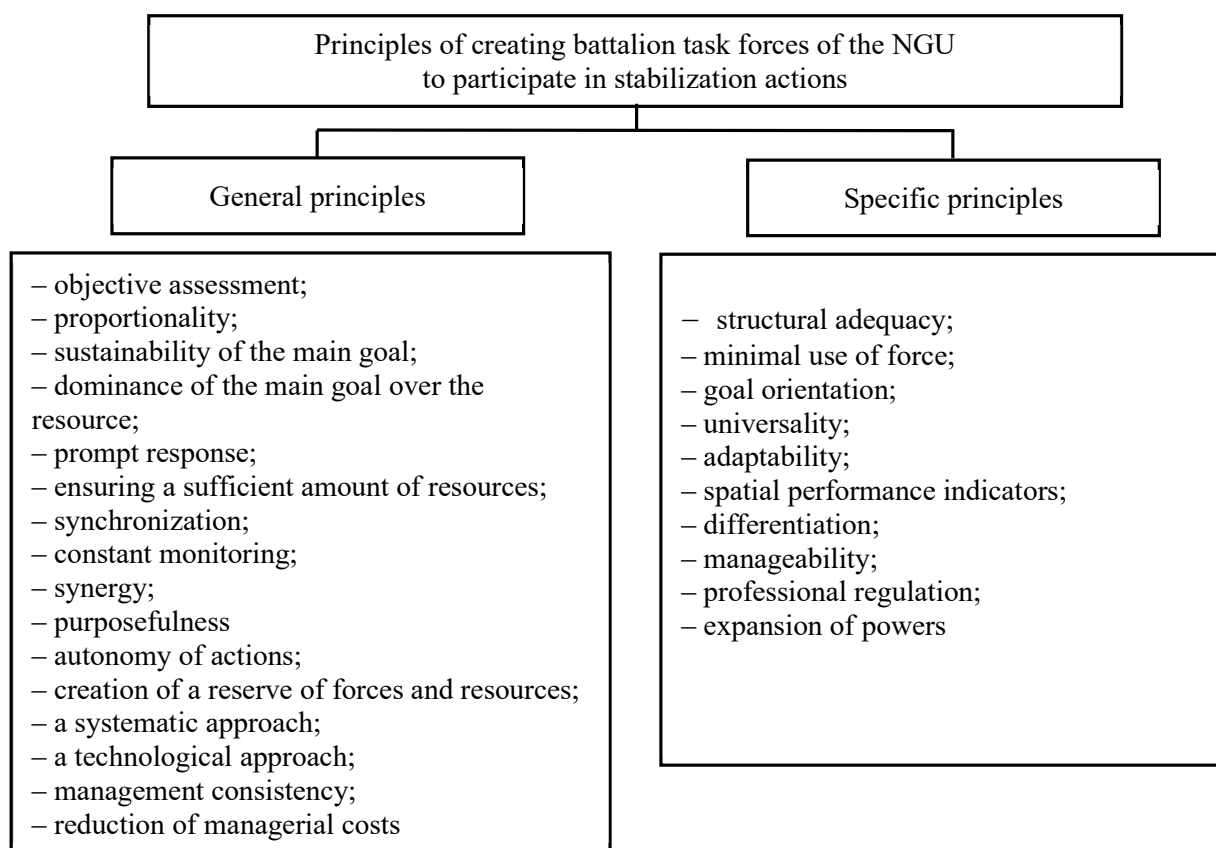 Principles of creating battalion task forces of the NGU
to participate in stabilization actions
General principles
Specific principles
– objective assessment;
– proportionality;
– sustainability of the main goal;
– dominance of the main goal over the
resource;
– prompt response;
– ensuring a sufficient amount of resources;
– synchronization;
– constant monitoring;
– synergy;
– purposefulness
– autonomy of actions;
– creation of a reserve of forces and resources;
– a systematic approach;
– a technological approach;
– management consistency;
– reduction of managerial costs
– structural adequacy;
– minimal use of force;
– goal orientation;
– universality;
– adaptability;
– spatial performance indicators;
– differentiation;
– manageability;
– professional regulation;
– expansion of powers